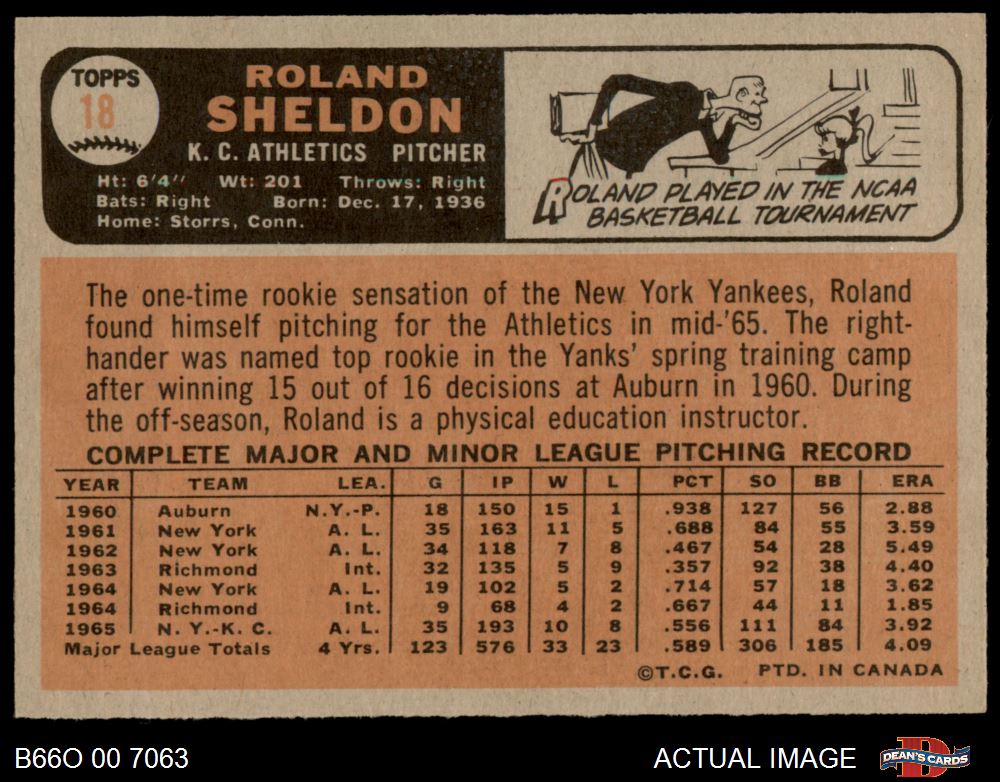 TOPPS
18
ROLAND
SHELDON
K. C. ATHLETICS PITCHER
Ht: 6'4" Wt: 201 Throws: Right
Bats: Right Born: Dec. 17, 1936
Home: Storrs, Conn.
ROLAND PLAYED IN THE NCAA
BASKETBALL TOURNAMENT
The one-time rookie sensation of the New York Yankees, Roland
found himself pitching for the Athletics in mid-'65. The right-
hander was named top rookie in the Yanks' spring training camp
after winning 15 out of 16 decisions at Auburn in 1960. During
the off-season, Roland is a physical education instructor.
COMPLETE MAJOR AND MINOR LEAGUE PITCHING RECORD
YEAR TEAM LEA. G IP W L PCT SO BB ERA
1960 Auburn N.Y.-P. 18 150 15 1 .938 127 56 2.88
1961 New York A. L. 35 163 11 5 .688 84 55 3.59
1962 New York A. L. 34 118 7 8 .467 54 28 5.49
1963 Richmond Int. 32 135 5 9 .357 92 38 4.40
1964 New York A. L. 19 102 5 2 .714 57 18 3.62
1964 Richmond Int. 9 68 4 2 .667 44 11 1.85
1965 N. Y.-K. C. A. L. 35 193 10 8 .556 111 84 3.92
Major League Totals 4 Yrs. 123 576 33 23 .589 306 185 4.09
©T.C.G. PTD. IN CANADA
B66O 00 7063
ACTUAL IMAGE
DEAN'S CARDS